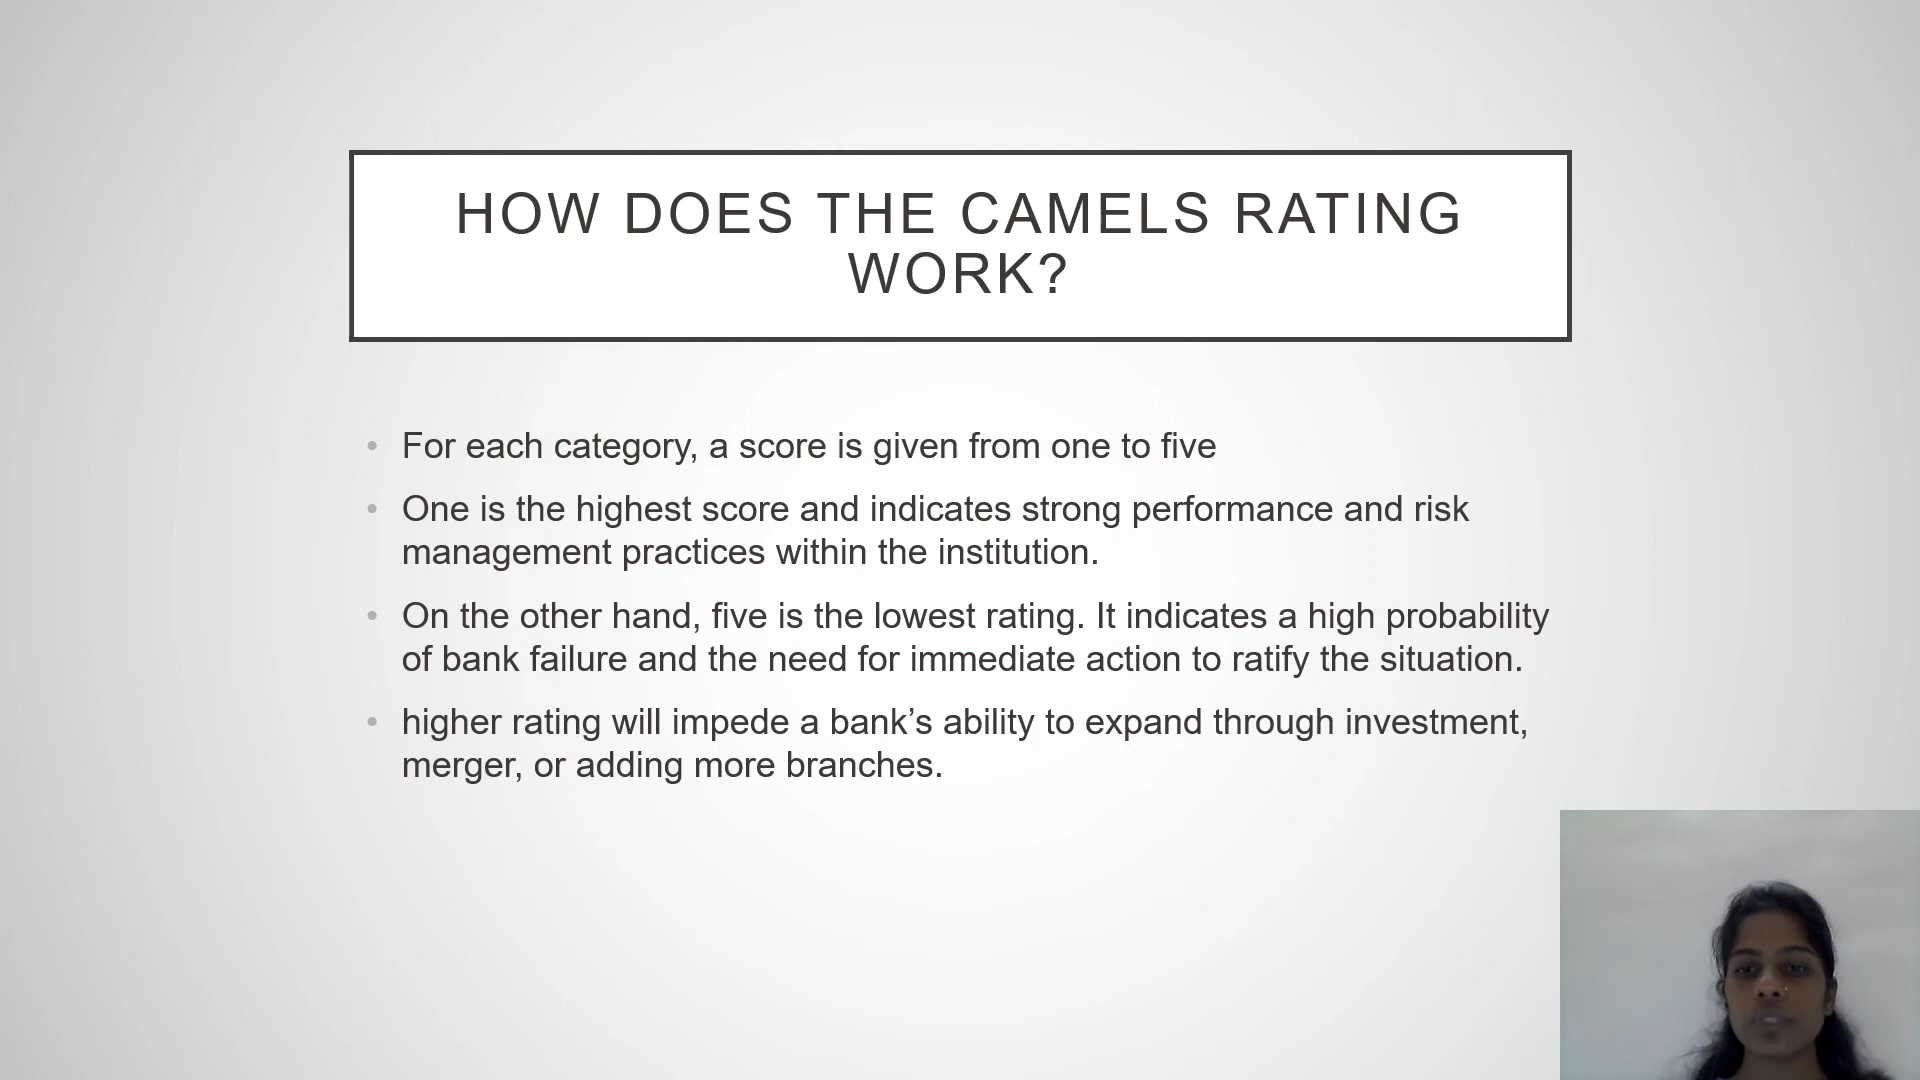 HOW DOES THE CAMELS RATING
WORK?
• For each category, a score is given from one to five
• One is the highest score and indicates strong performance and risk
management practices within the institution.
• On the other hand, five is the lowest rating. It indicates a high probability
of bank failure and the need for immediate action to ratify the situation.
• higher rating will impede a bank’s ability to expand through investment,
merger, or adding more branches.